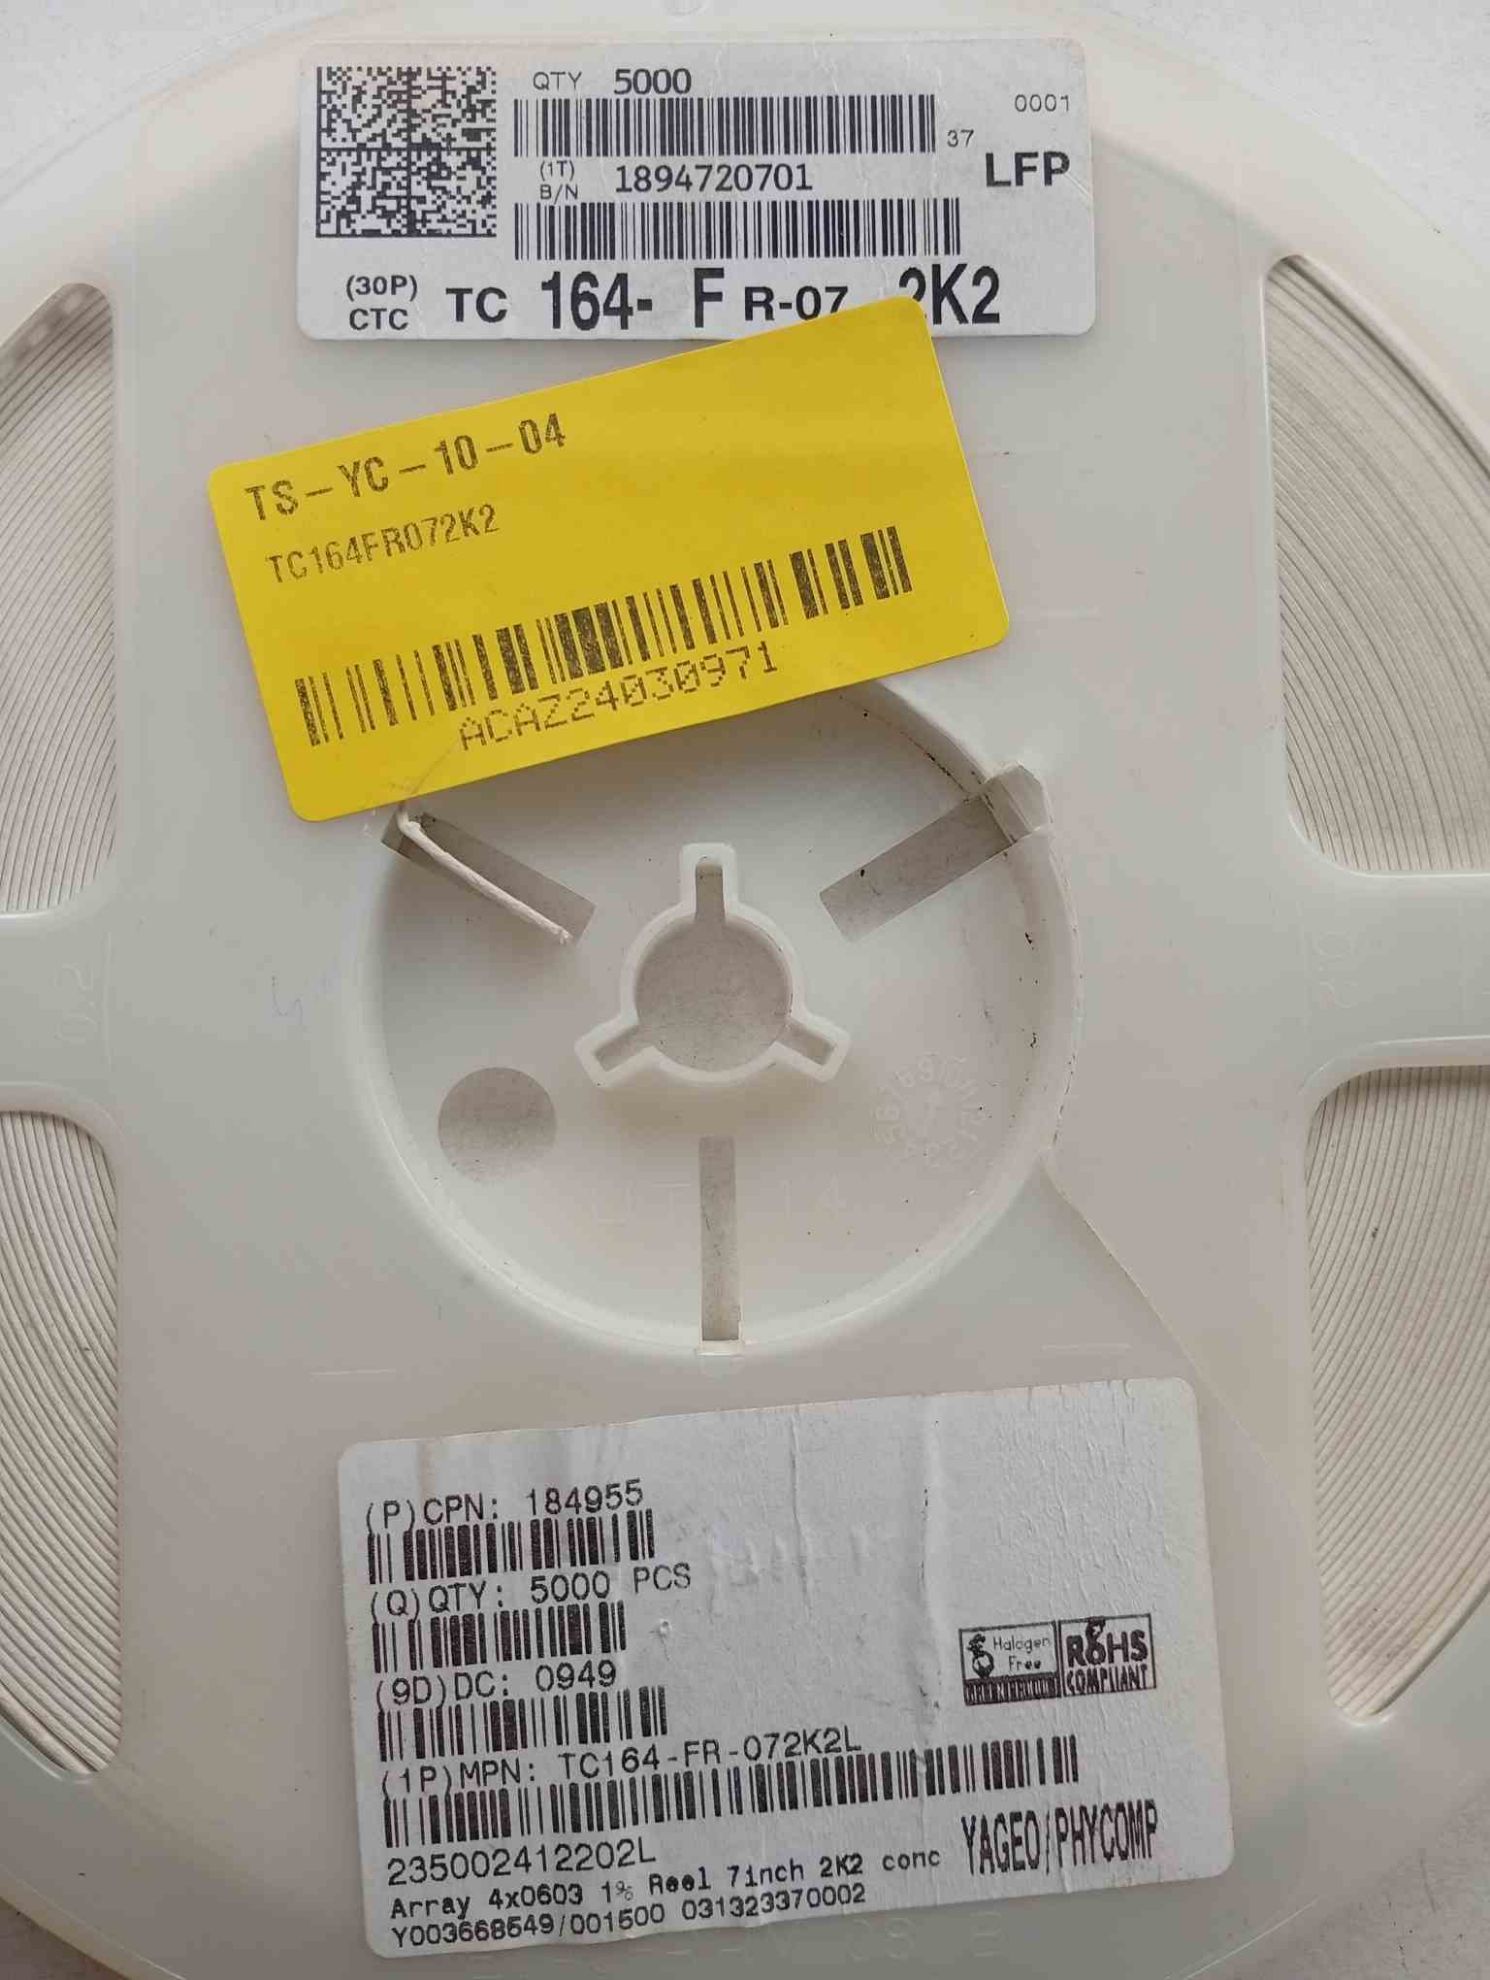 QTY 5000
0001
37
LFP
(1T)
B/N 1894720701
(30P)
CTC TC 164- F R-07 2K2
TS-YC-10-04
TC164FR072K2
ACAZ24030971
0.2
(P)CPN: 184955
(Q)QTY: 5000 PCS
(9D)DC: 0949
Halogen
Free
RoHS
COMPLIANT
(1P)MPN: TC164-FR-072K2L
YAGEO/PHYCOMP
235002412202L
Array 4x0603 1% Reel 7inch 2K2 conc
Y003668549/001500 031323370002